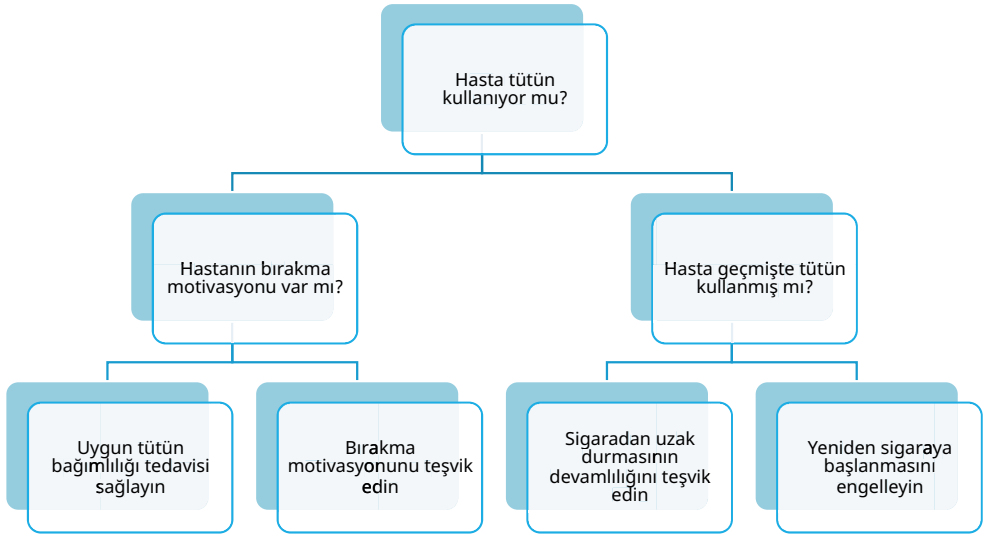 Hasta tütün
kullanıyor mu?
Hastanın bırakma
motivasyonu var mı?
Hasta geçmişte tütün
kullanmış mı?
Uygun tütün
bağımlılığı tedavisi
sağlayın
Bırakma
motivasyonunu teşvik
edin
Sigaradan uzak
durmasının
devamlılığını teşvik
edin
Yeniden sigaraya
başlanmasını
engelleyin